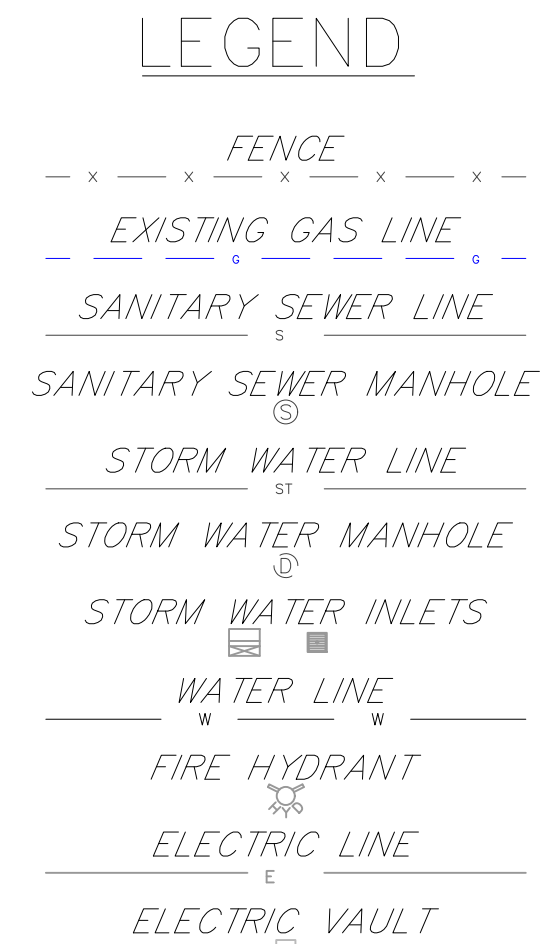 LEGEND
FENCE
X X X X X
EXISTING GAS LINE
G G
SANITARY SEWER LINE
S
SANITARY SEWER MANHOLE
S
STORM WATER LINE
ST
STORM WATER MANHOLE
D
STORM WATER INLETS
WATER LINE
W W
FIRE HYDRANT
HYD
ELECTRIC LINE
E
ELECTRIC VAULT